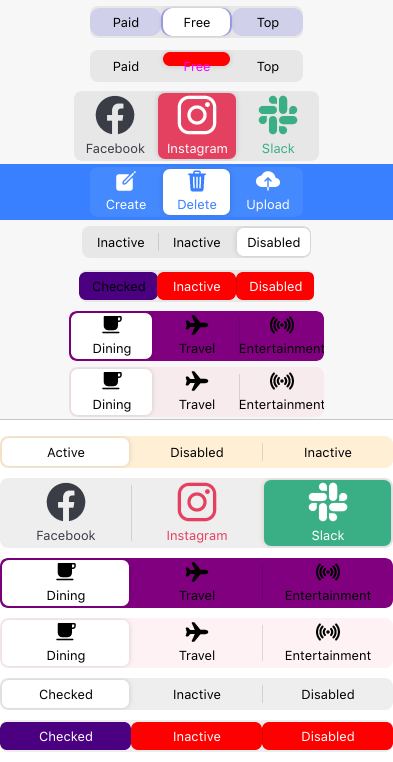 Paid Free Top
Paid Free Top
Facebook Instagram Slack
Create Delete Upload
Inactive Inactive Disabled
Checked Inactive Disabled
Dining Travel Entertainment
Dining Travel Entertainment
Active Disabled Inactive
Facebook Instagram Slack
Dining Travel Entertainment
Dining Travel Entertainment
Checked Inactive Disabled
Checked Inactive Disabled